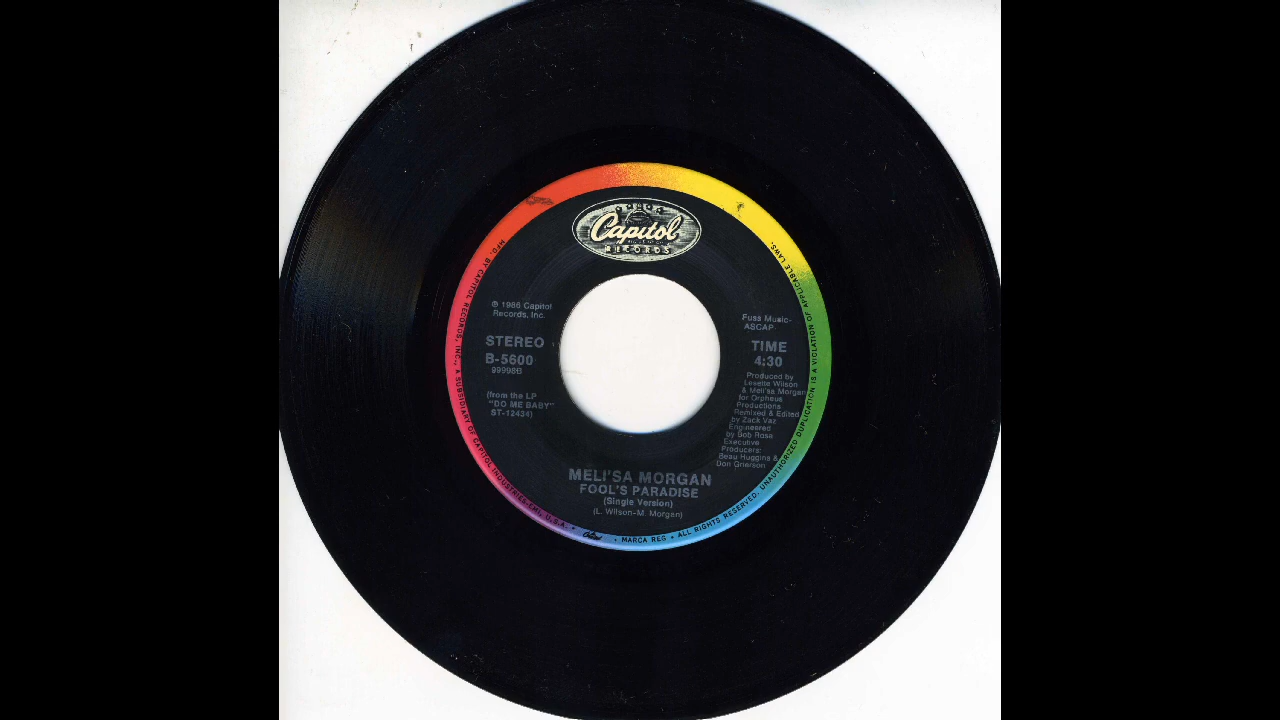 Capitol
RECORDS
℗ 1986 Capitol
Records, Inc.
STEREO
B-5600
99998B
(from the LP
"DO ME BABY"
ST-12434)
Fuss Music-
ASCAP
TIME
4:30
Produced by
Lesette Wilson
& Meli'sa Morgan
for Orpheus
Productions
Remixed & Edited
by Zack Vaz
Engineered
by Bob Rosa
Executive
Producers:
Beau Huggins &
Don Grierson
MELI'SA MORGAN
FOOL'S PARADISE
(Single Version)
(L. Wilson-M. Morgan)
MFD. BY CAPITOL RECORDS, INC., A SUBSIDIARY OF CAPITOL INDUSTRIES-EMI, U.S.A. • Capitol • MARCA REG • ALL RIGHTS RESERVED. UNAUTHORIZED DUPLICATION IS A VIOLATION OF APPLICABLE LAWS.